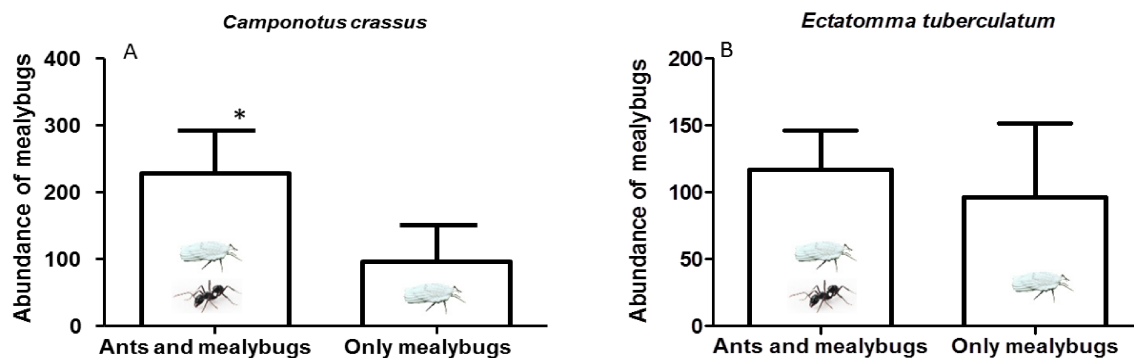 Camponotus crassus
A
Abundance of mealybugs
400
300
200
100
0
*
Ants and mealybugs
Only mealybugs
Ectatomma tuberculatum
B
Abundance of mealybugs
200
150
100
50
0
Ants and mealybugs
Only mealybugs